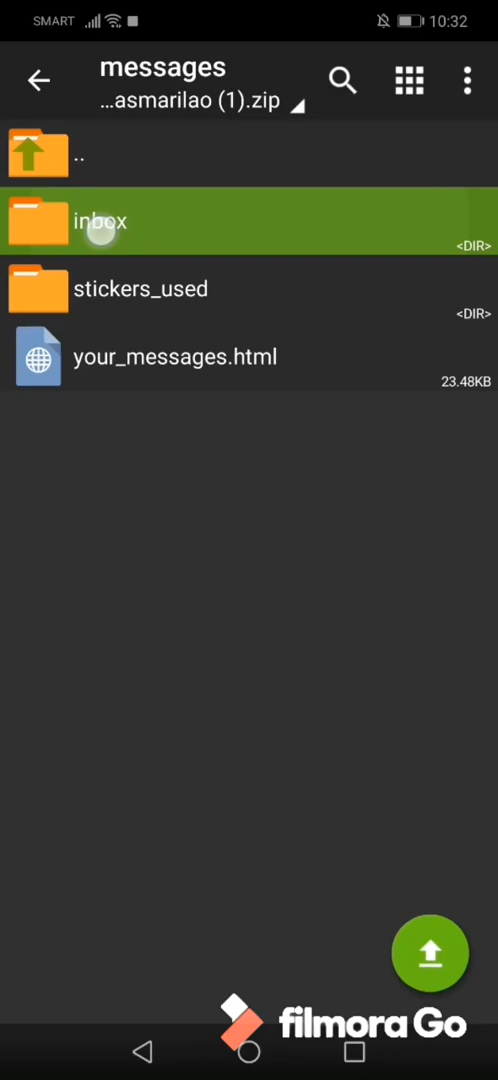 SMART 10:32
messages
...asmarilao (1).zip
..
inbox
<DIR>
stickers_used
<DIR>
your_messages.html
23.48KB
filmora Go